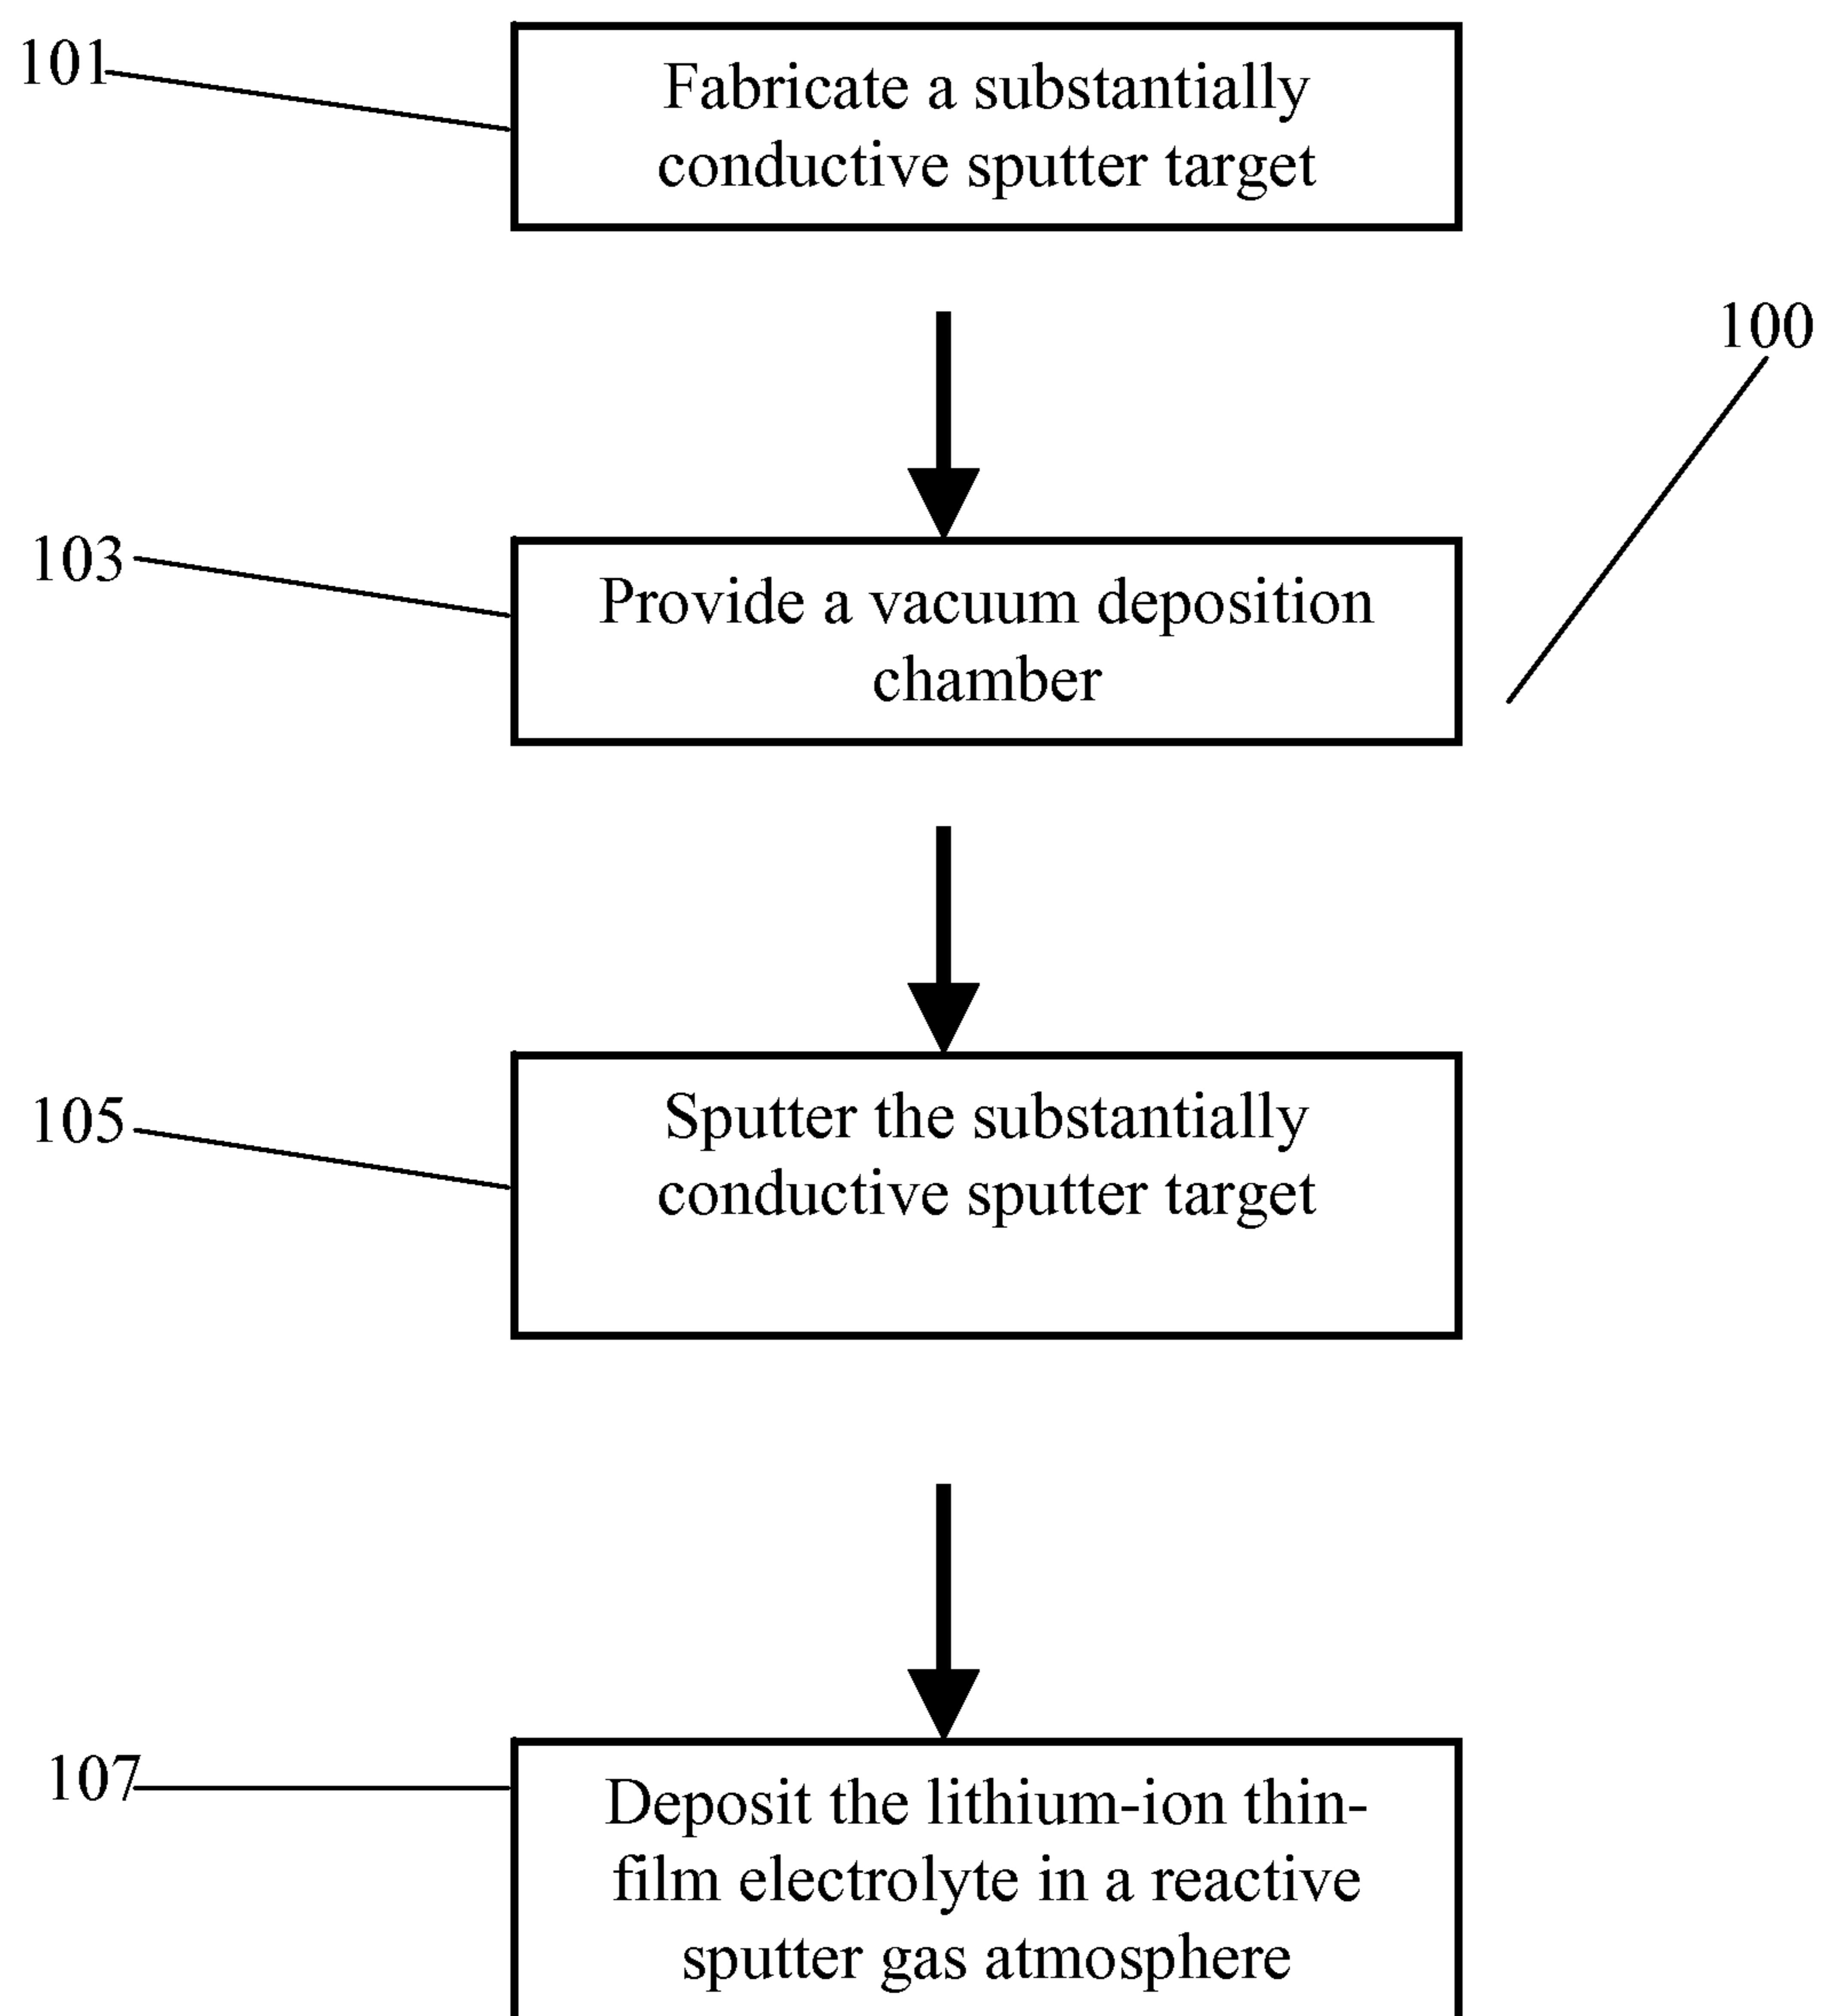 101
Fabricate a substantially
conductive sputter target
100
103
Provide a vacuum deposition
chamber
105
Sputter the substantially
conductive sputter target
107
Deposit the lithium-ion thin-
film electrolyte in a reactive
sputter gas atmosphere